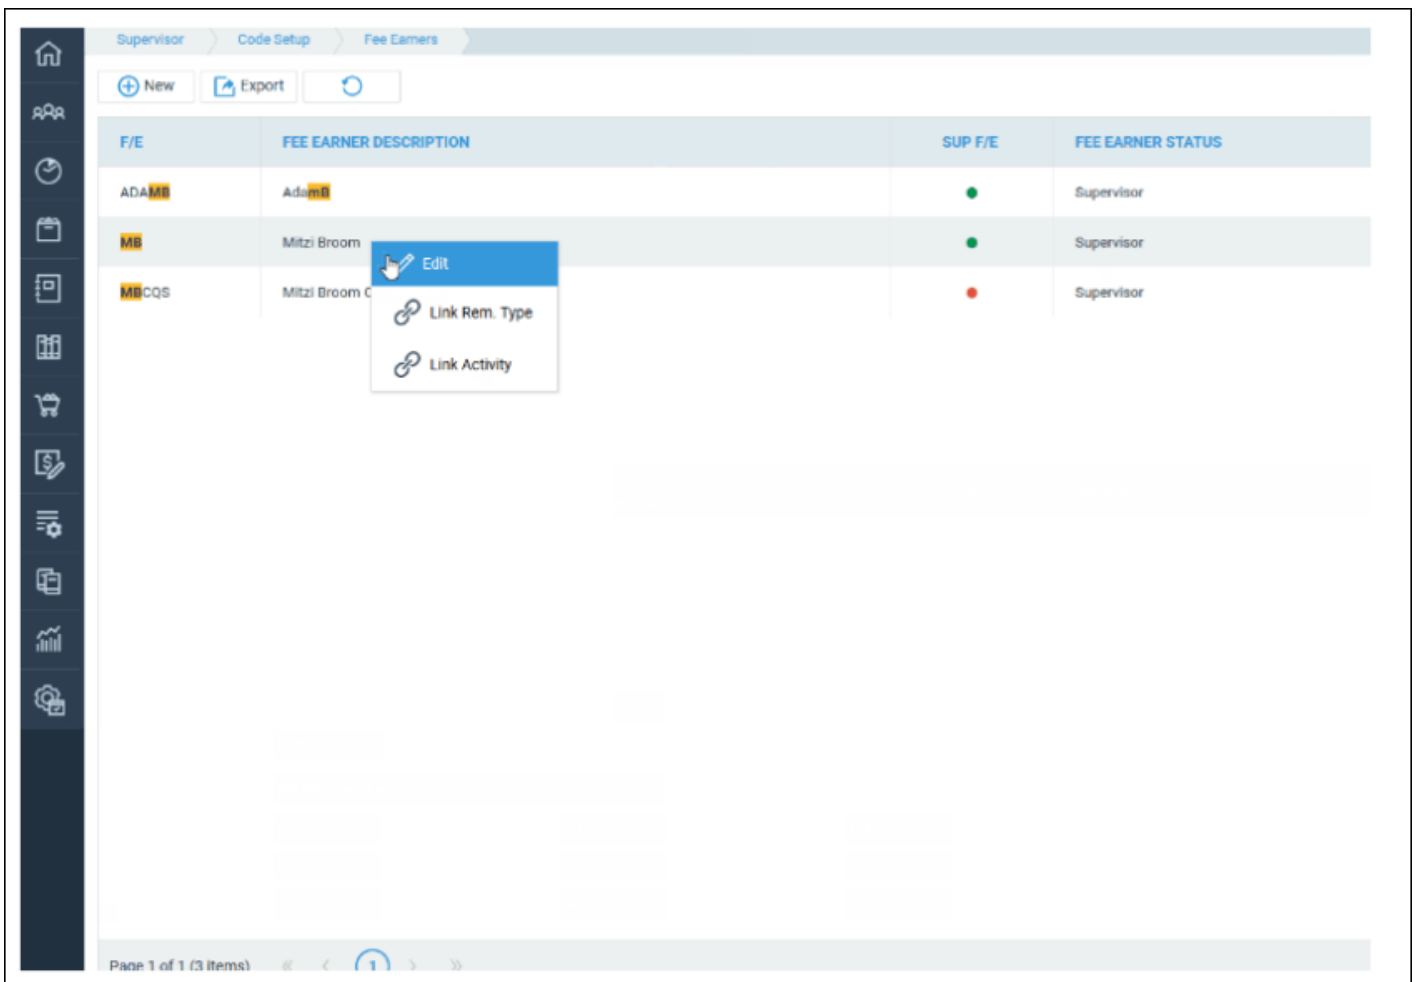 Supervisor Code Setup Fee Earners
New Export
F/E FEE EARNER DESCRIPTION SUP F/E FEE EARNER STATUS
ADAMB AdamB Supervisor
MB Mitzi Broom Supervisor
Edit
MBCQS Mitzi Broom C Supervisor
Link Rem. Type
Link Activity
Page 1 of 1 (3 items) « ‹ 1 › »